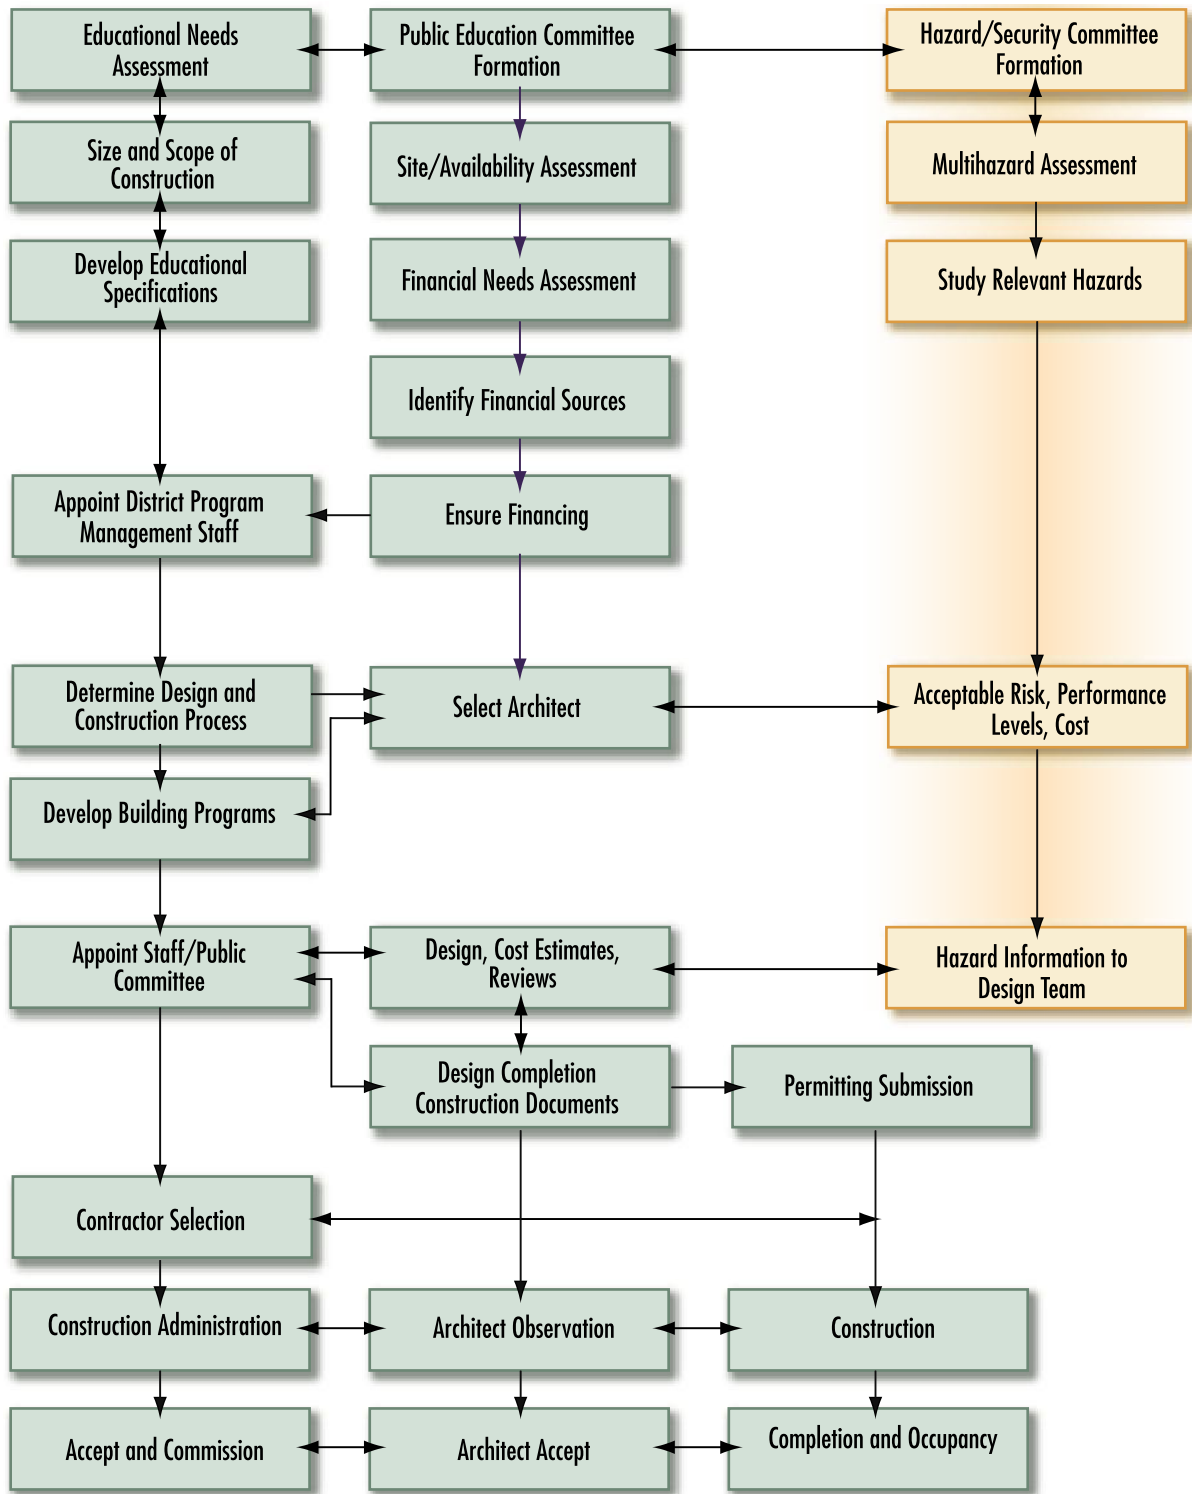 Educational Needs
Assessment
Public Education Committee
Formation
Hazard/Security Committee
Formation
Size and Scope of
Construction
Site/Availability Assessment
Multihazard Assessment
Develop Educational
Specifications
Financial Needs Assessment
Study Relevant Hazards
Identify Financial Sources
Appoint District Program
Management Staff
Ensure Financing
Determine Design and
Construction Process
Select Architect
Acceptable Risk, Performance
Levels, Cost
Develop Building Programs
Appoint Staff/Public
Committee
Design, Cost Estimates,
Reviews
Hazard Information to
Design Team
Design Completion
Construction Documents
Permitting Submission
Contractor Selection
Construction Administration
Architect Observation
Construction
Accept and Commission
Architect Accept
Completion and Occupancy